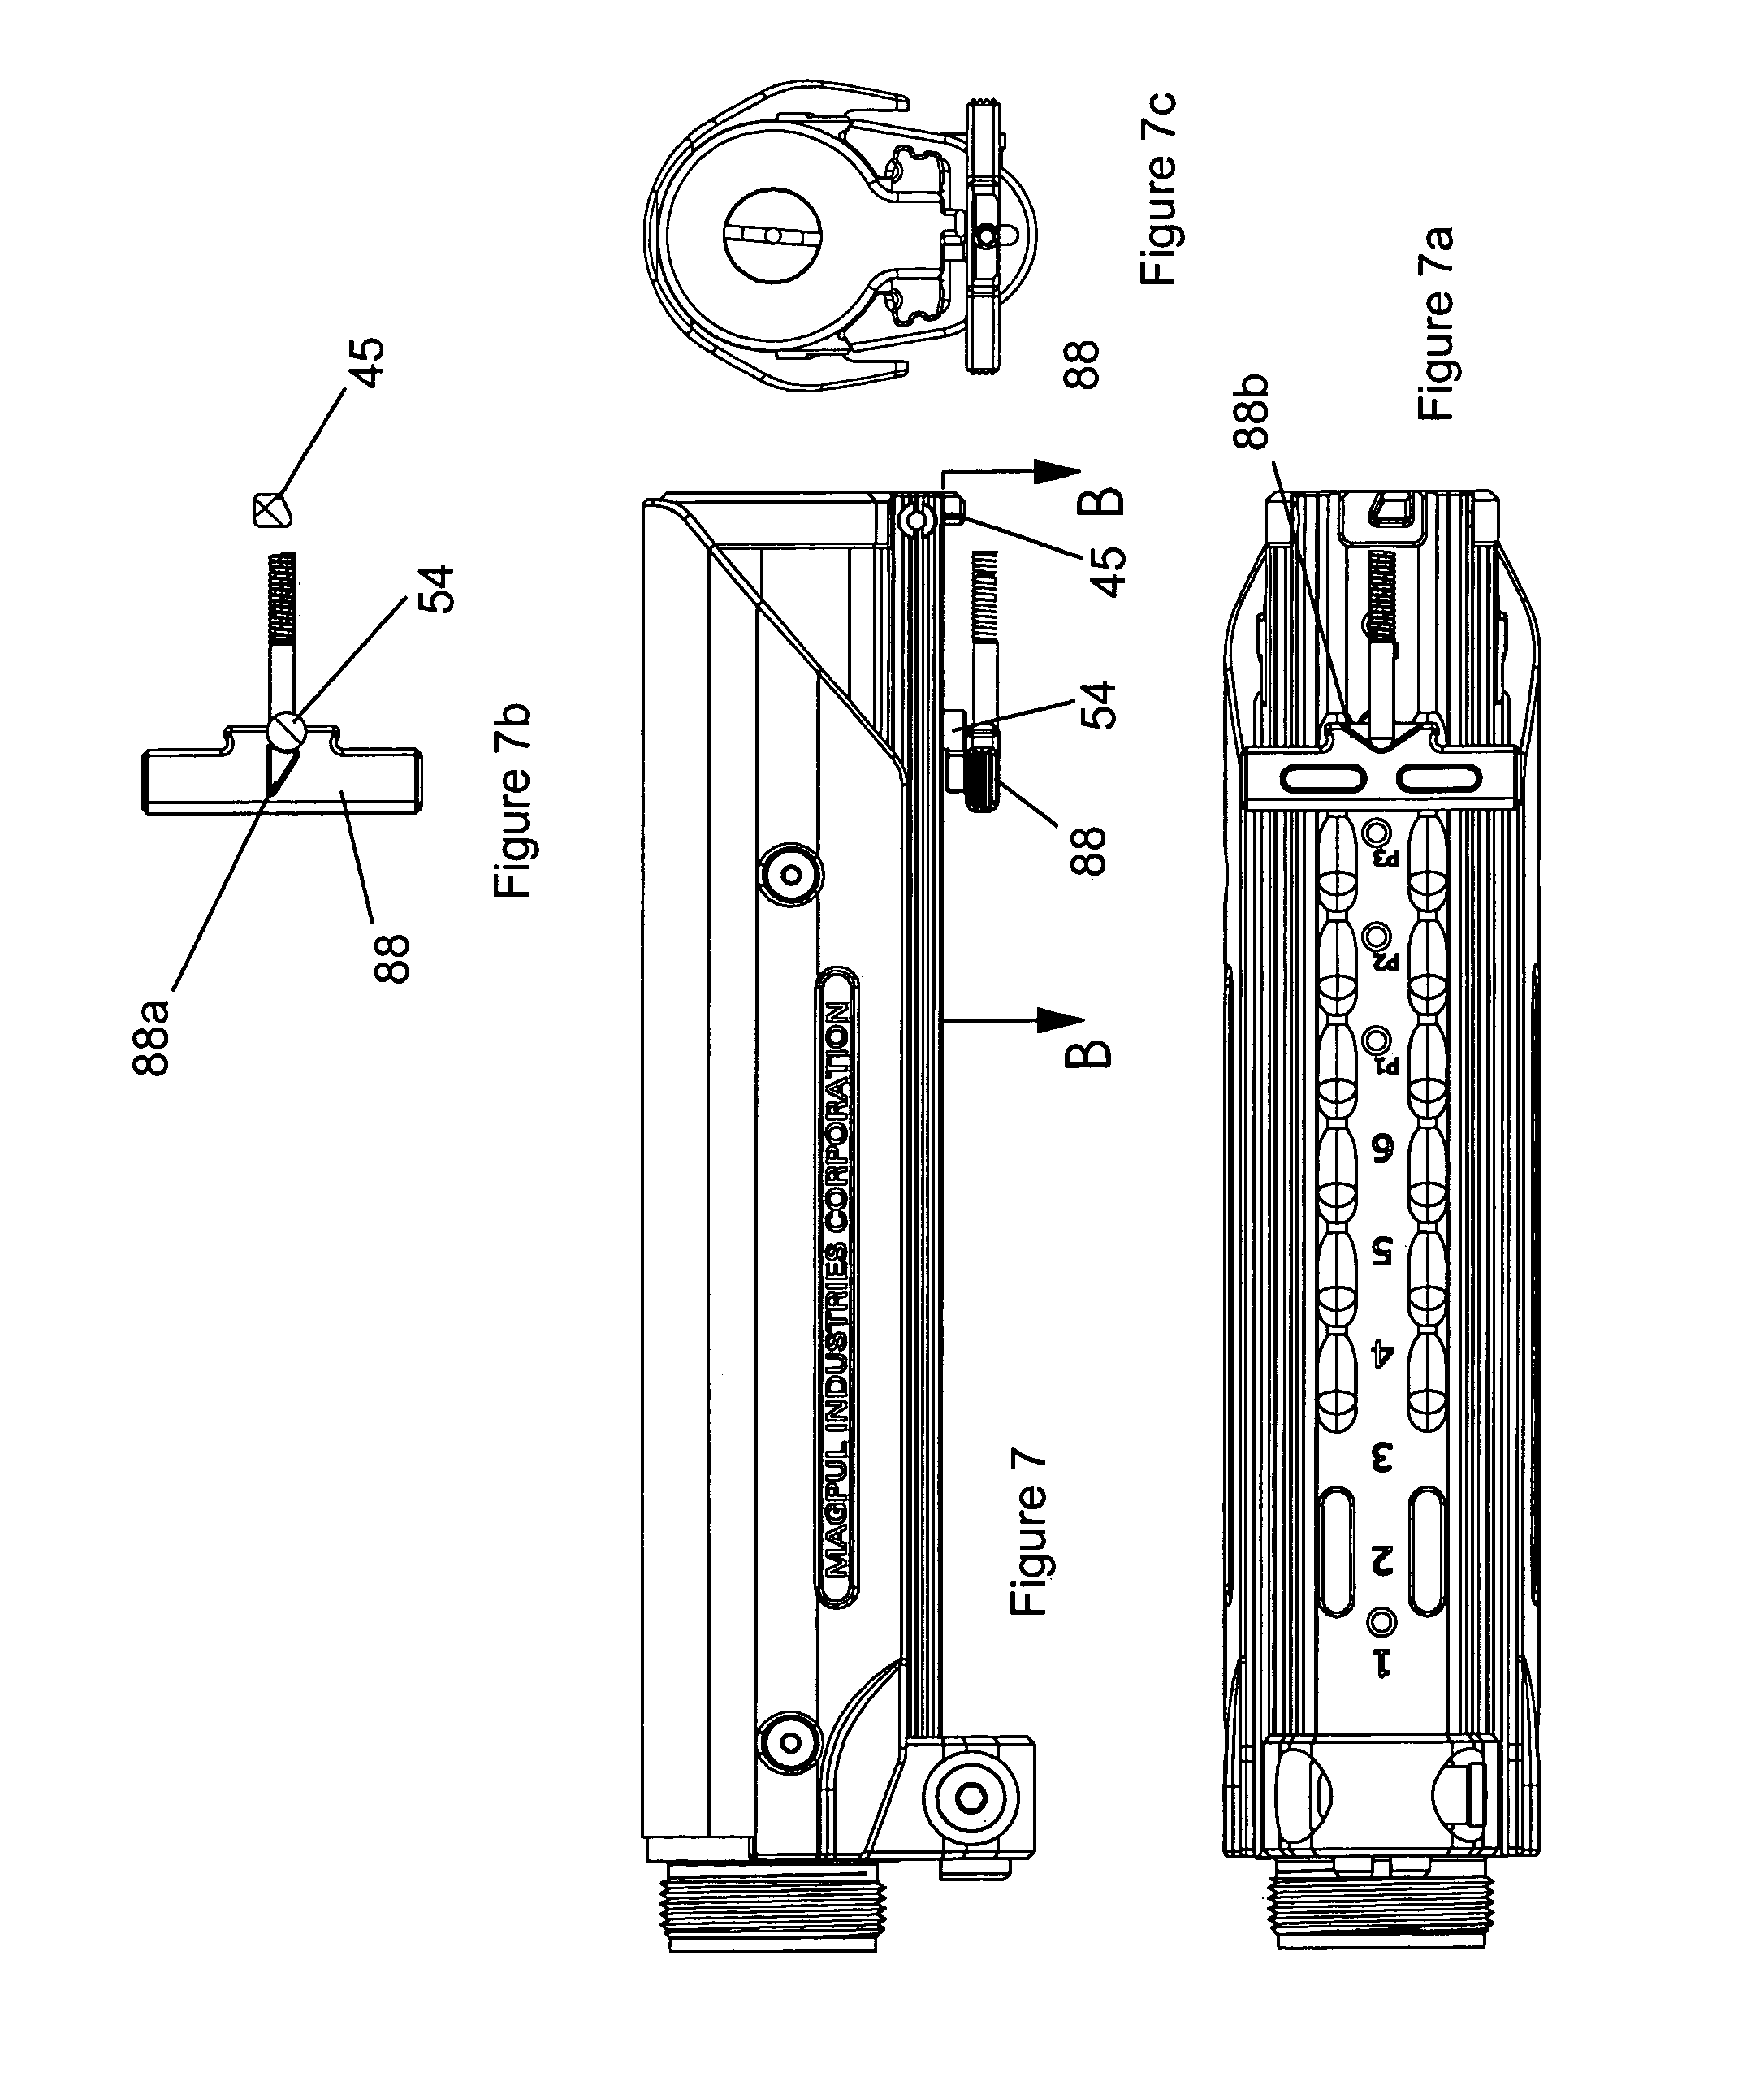 45
54
88a
88
Figure 7b
Figure 7c
88
B
45
54
88
B
MAGPUL INDUSTRIES CORPORATION
Figure 7
88b
Figure 7a
P3
P2
P1
6
5
4
3
2
1